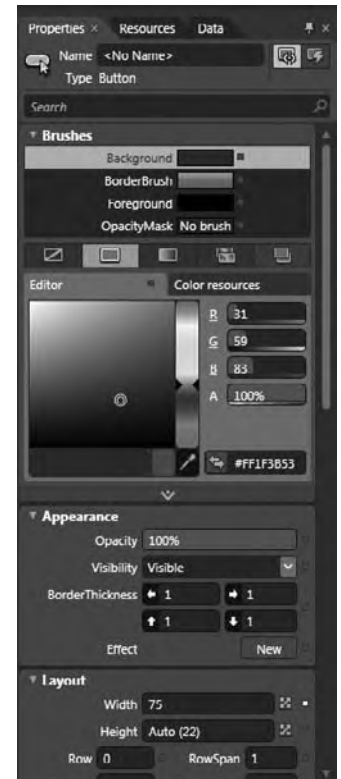 Properties × Resources Data
Name <No Name>
Type Button
Search
Brushes
Background
BorderBrush
Foreground
OpacityMask No brush
Editor Color resources
R 31
G 59
B 83
A 100%
#FF1F3B53
Appearance
Opacity 100%
Visibility Visible
BorderThickness 1 1
1 1
Effect New
Layout
Width 75
Height Auto (22)
Row 0 RowSpan 1